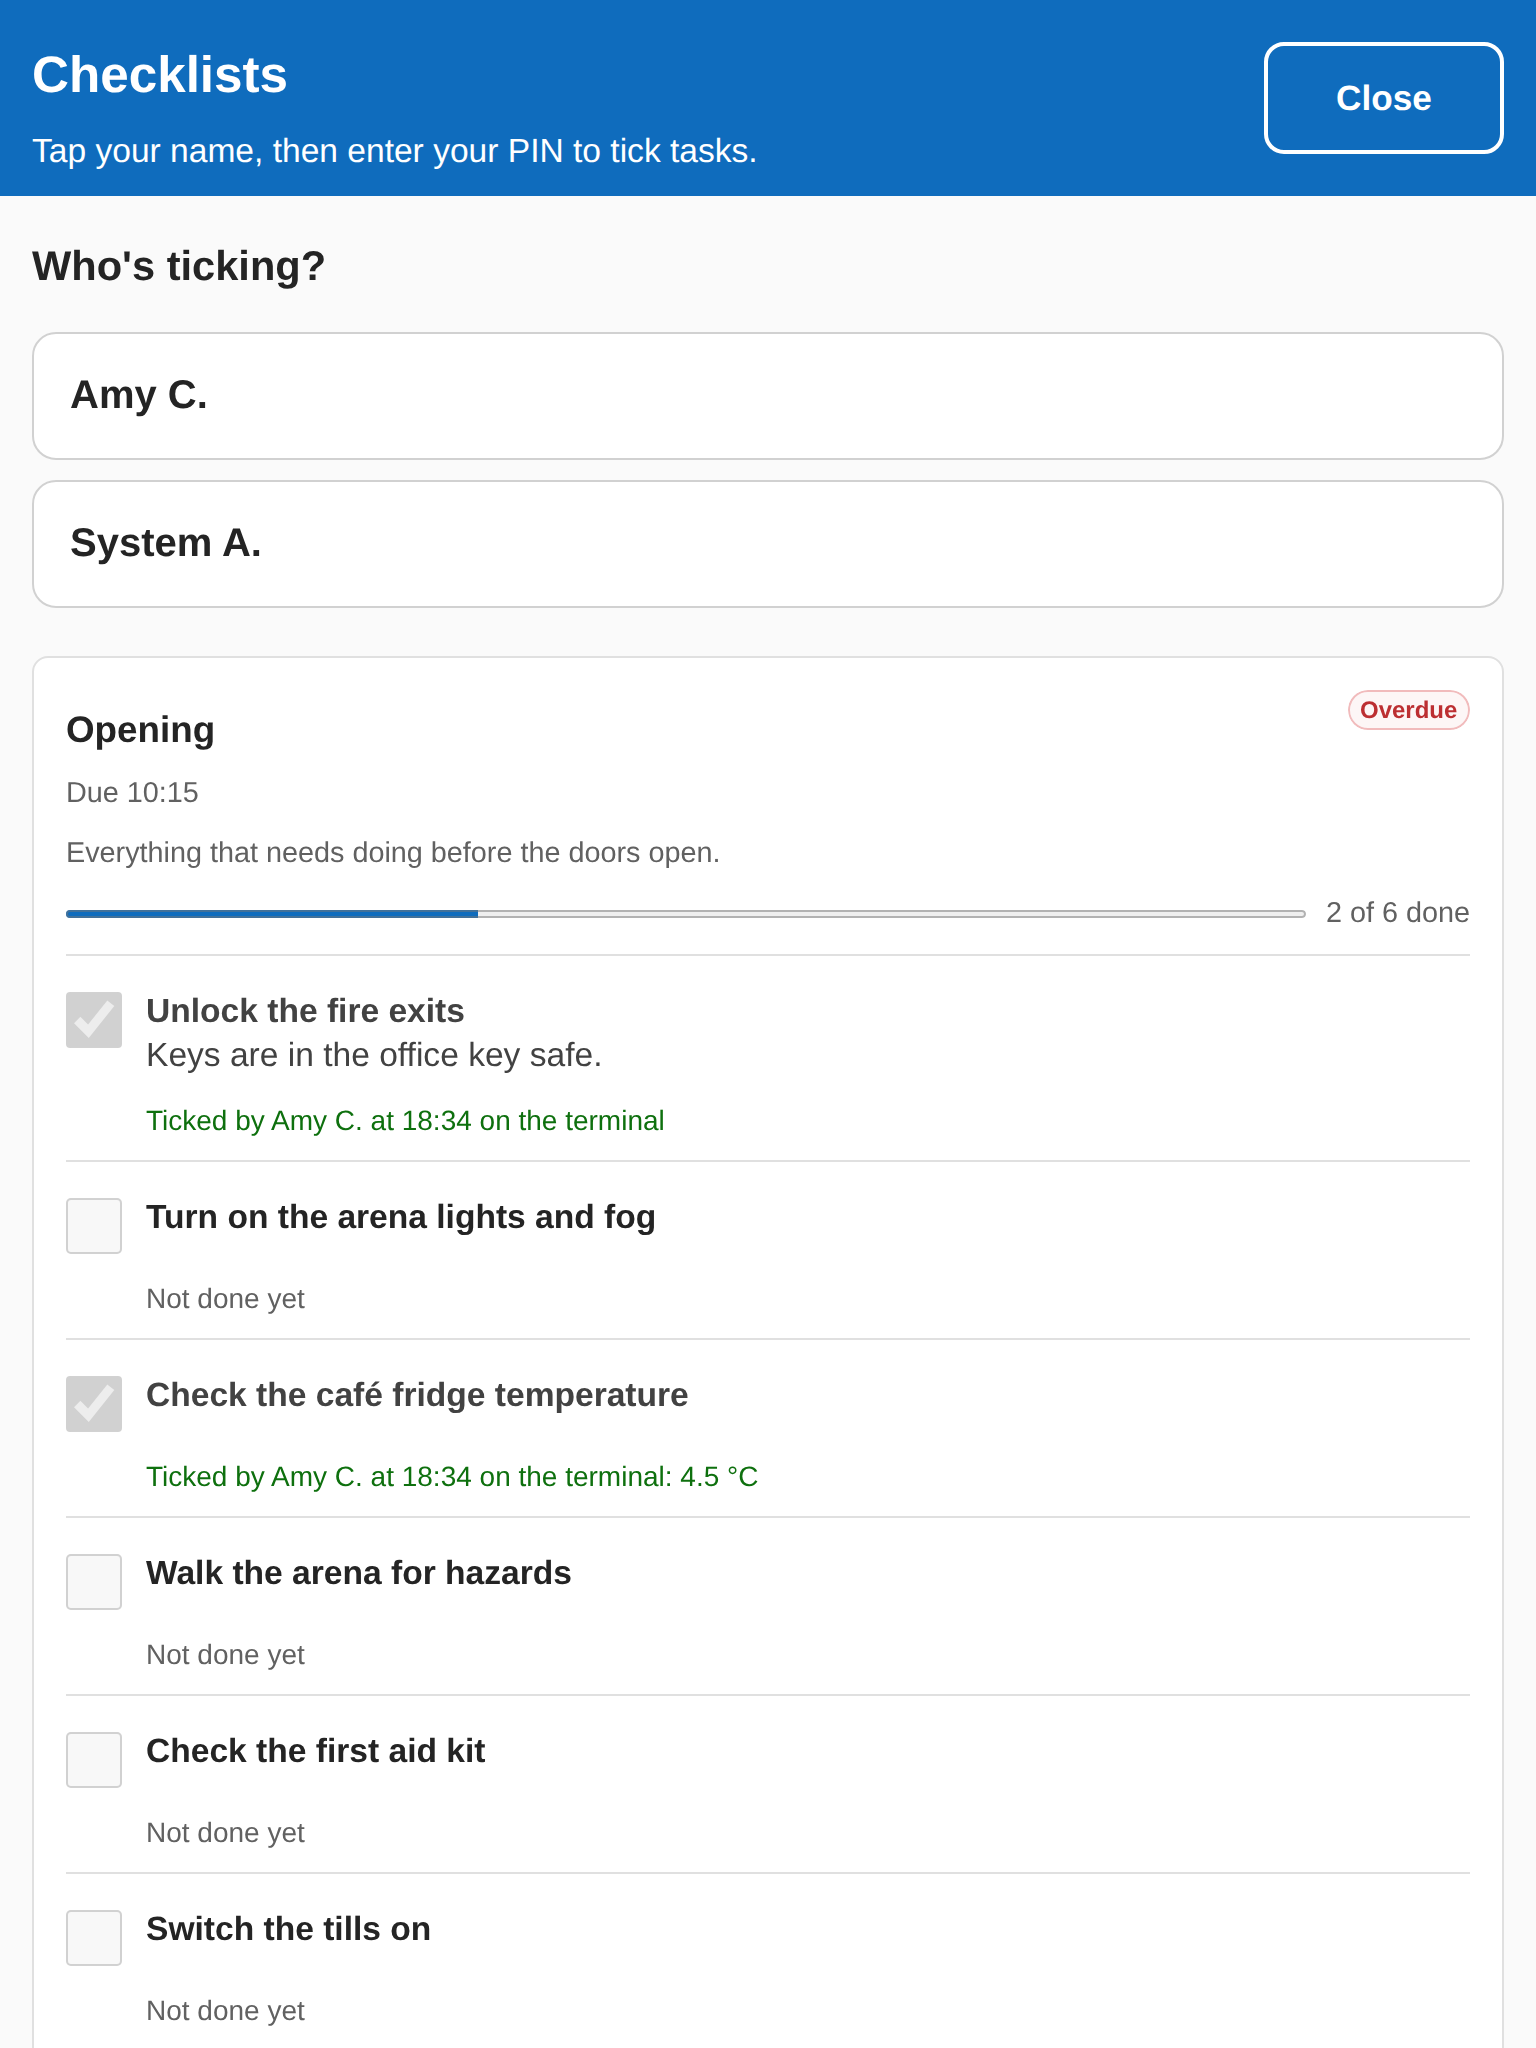 Checklists
Close
Tap your name, then enter your PIN to tick tasks.
Who's ticking?
Amy C.
System A.
Overdue
Opening
Due 10:15
Everything that needs doing before the doors open.
2 of 6 done
Unlock the fire exits
Keys are in the office key safe.
Ticked by Amy C. at 18:34 on the terminal
Turn on the arena lights and fog
Not done yet
Check the café fridge temperature
Ticked by Amy C. at 18:34 on the terminal: 4.5 °C
Walk the arena for hazards
Not done yet
Check the first aid kit
Not done yet
Switch the tills on
Not done yet